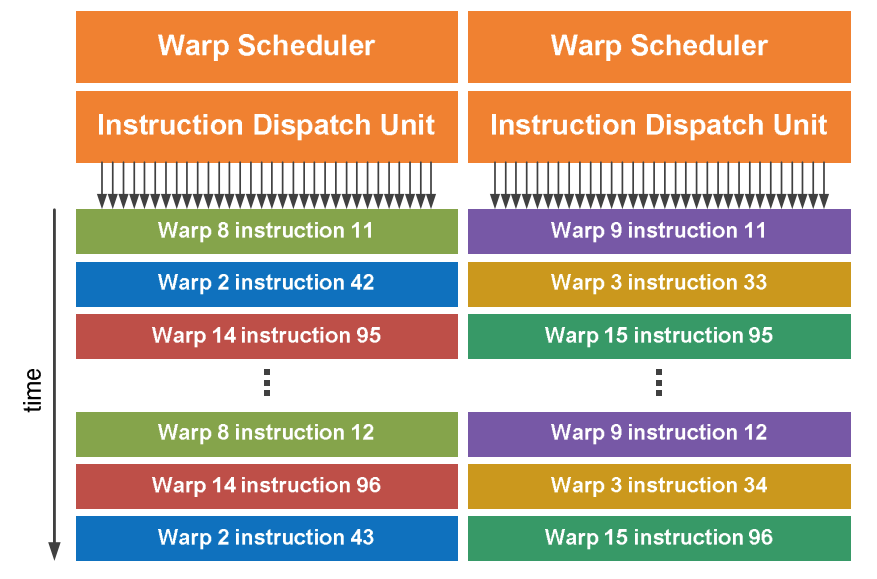 Warp Scheduler
Warp Scheduler
Instruction Dispatch Unit
Instruction Dispatch Unit
Warp 8 instruction 11
Warp 9 instruction 11
Warp 2 instruction 42
Warp 3 instruction 33
Warp 14 instruction 95
Warp 15 instruction 95
time
Warp 8 instruction 12
Warp 9 instruction 12
Warp 14 instruction 96
Warp 3 instruction 34
Warp 2 instruction 43
Warp 15 instruction 96